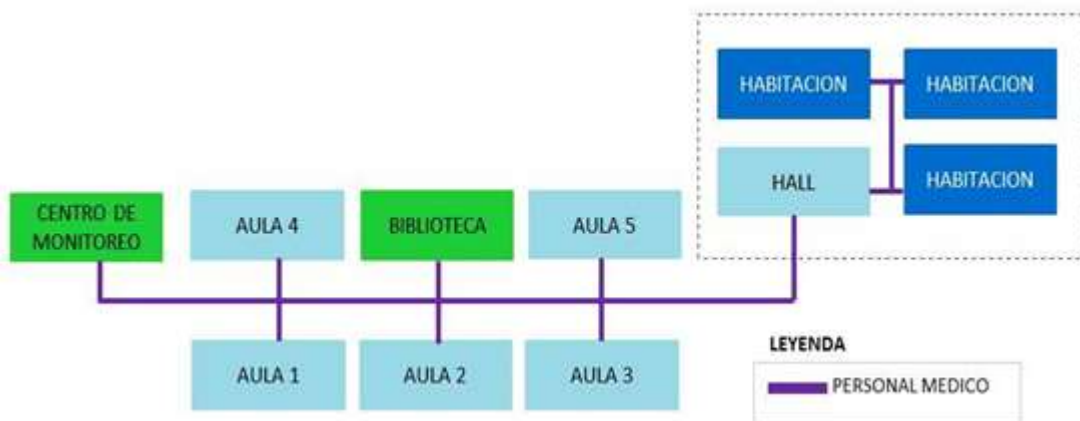 HABITACION
HABITACION
HALL
HABITACION
CENTRO DE
MONITOREO
AULA 4
BIBLIOTECA
AULA 5
AULA 1
AULA 2
AULA 3
LEYENDA
PERSONAL MEDICO